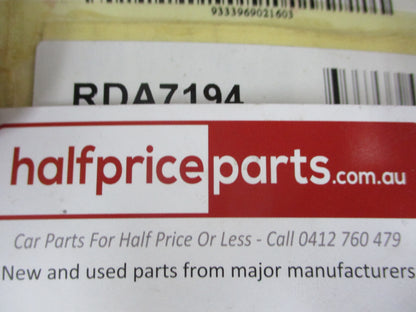 9333969021603
RDA7194
halfpriceparts.com.au
Car Parts For Half Price Or Less - Call 0412 760 479
New and used parts from major manufacturers